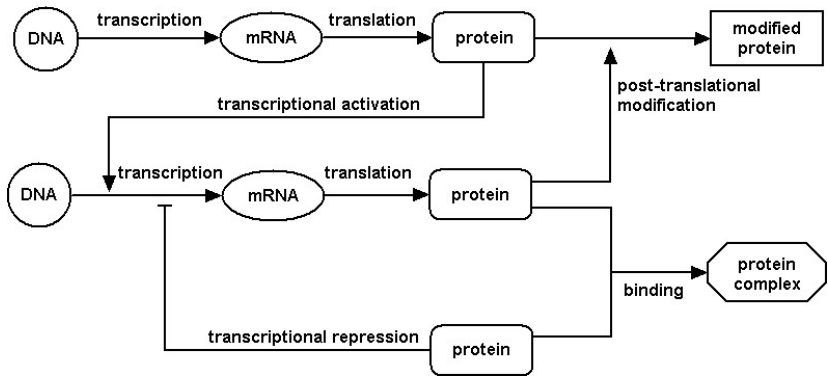 transcription
translation
DNA
mRNA
protein
modified
protein
post-translational
modification
transcriptional activation
transcription
translation
DNA
mRNA
protein
protein
complex
binding
transcriptional repression
protein